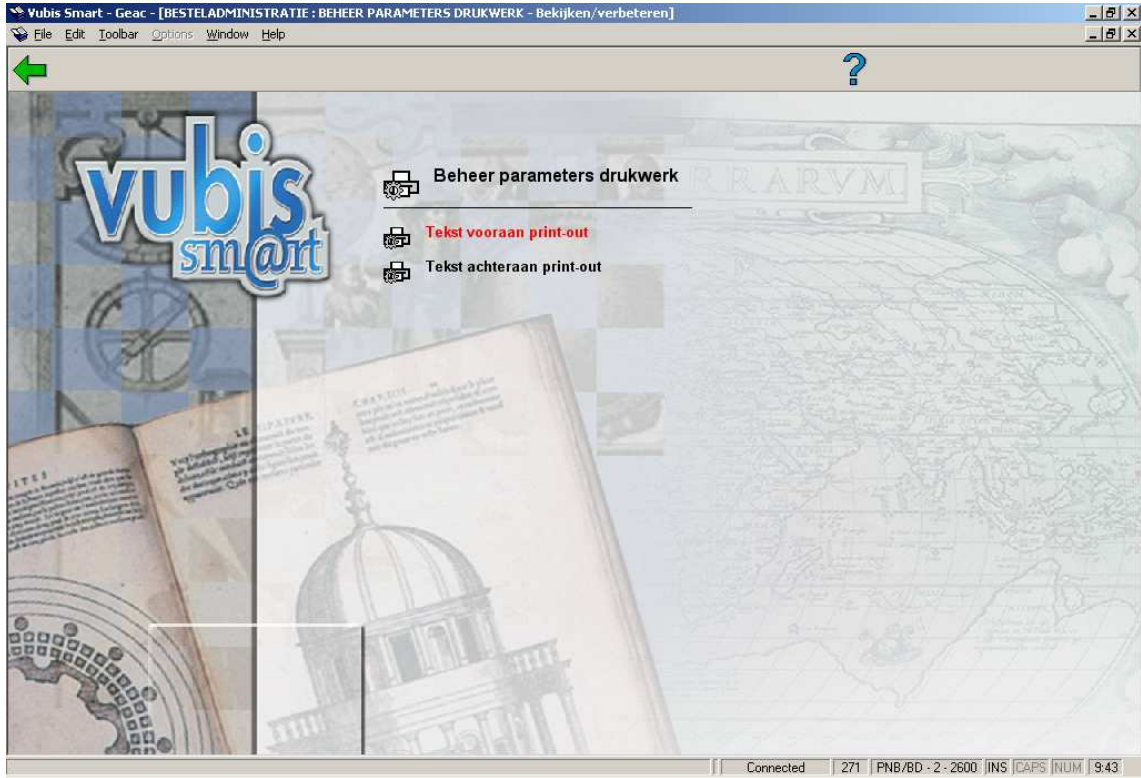 Vubis Smart - Geac - [BESTELADMINISTRATIE : BEHEER PARAMETERS DRUKWERK - Bekijken/verbeteren]
File Edit Toolbar Options Window Help
?
vubis
sm@rt
Beheer parameters drukwerk
Tekst vooraan print-out
Tekst achteraan print-out
Connected 271 PNB/BD - 2 - 2600 INS CAPS NUM 9:43